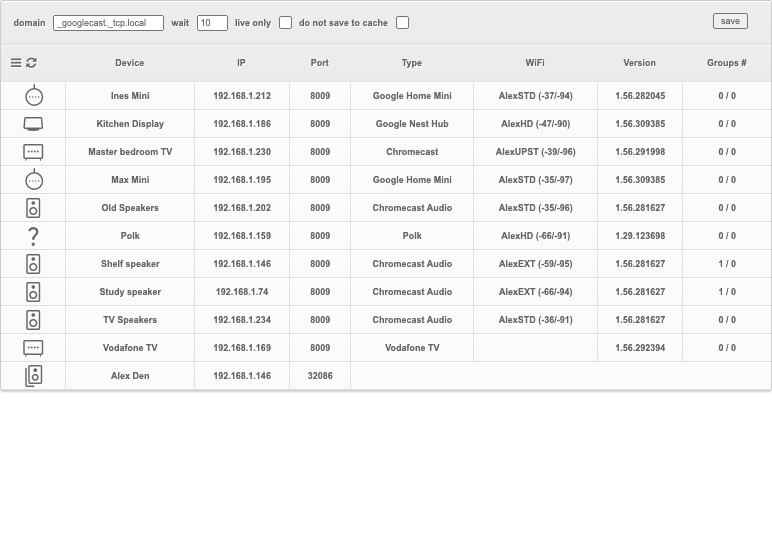 domain _googlecast._tcp.local wait 10 live only do not save to cache save
Device IP Port Type WiFi Version Groups #
Ines Mini 192.168.1.212 8009 Google Home Mini AlexSTD (-37/-94) 1.56.282045 0 / 0
Kitchen Display 192.168.1.186 8009 Google Nest Hub AlexHD (-47/-90) 1.56.309385 0 / 0
Master bedroom TV 192.168.1.230 8009 Chromecast AlexUPST (-39/-96) 1.56.291998 0 / 0
Max Mini 192.168.1.195 8009 Google Home Mini AlexSTD (-35/-97) 1.56.309385 0 / 0
Old Speakers 192.168.1.202 8009 Chromecast Audio AlexSTD (-35/-96) 1.56.281627 0 / 0
Polk 192.168.1.159 8009 Polk AlexHD (-66/-91) 1.29.123698 0 / 0
Shelf speaker 192.168.1.146 8009 Chromecast Audio AlexEXT (-59/-95) 1.56.281627 1 / 0
Study speaker 192.168.1.74 8009 Chromecast Audio AlexEXT (-66/-94) 1.56.281627 1 / 0
TV Speakers 192.168.1.234 8009 Chromecast Audio AlexSTD (-36/-91) 1.56.281627 0 / 0
Vodafone TV 192.168.1.169 8009 Vodafone TV 1.56.292394 0 / 0
Alex Den 192.168.1.146 32086